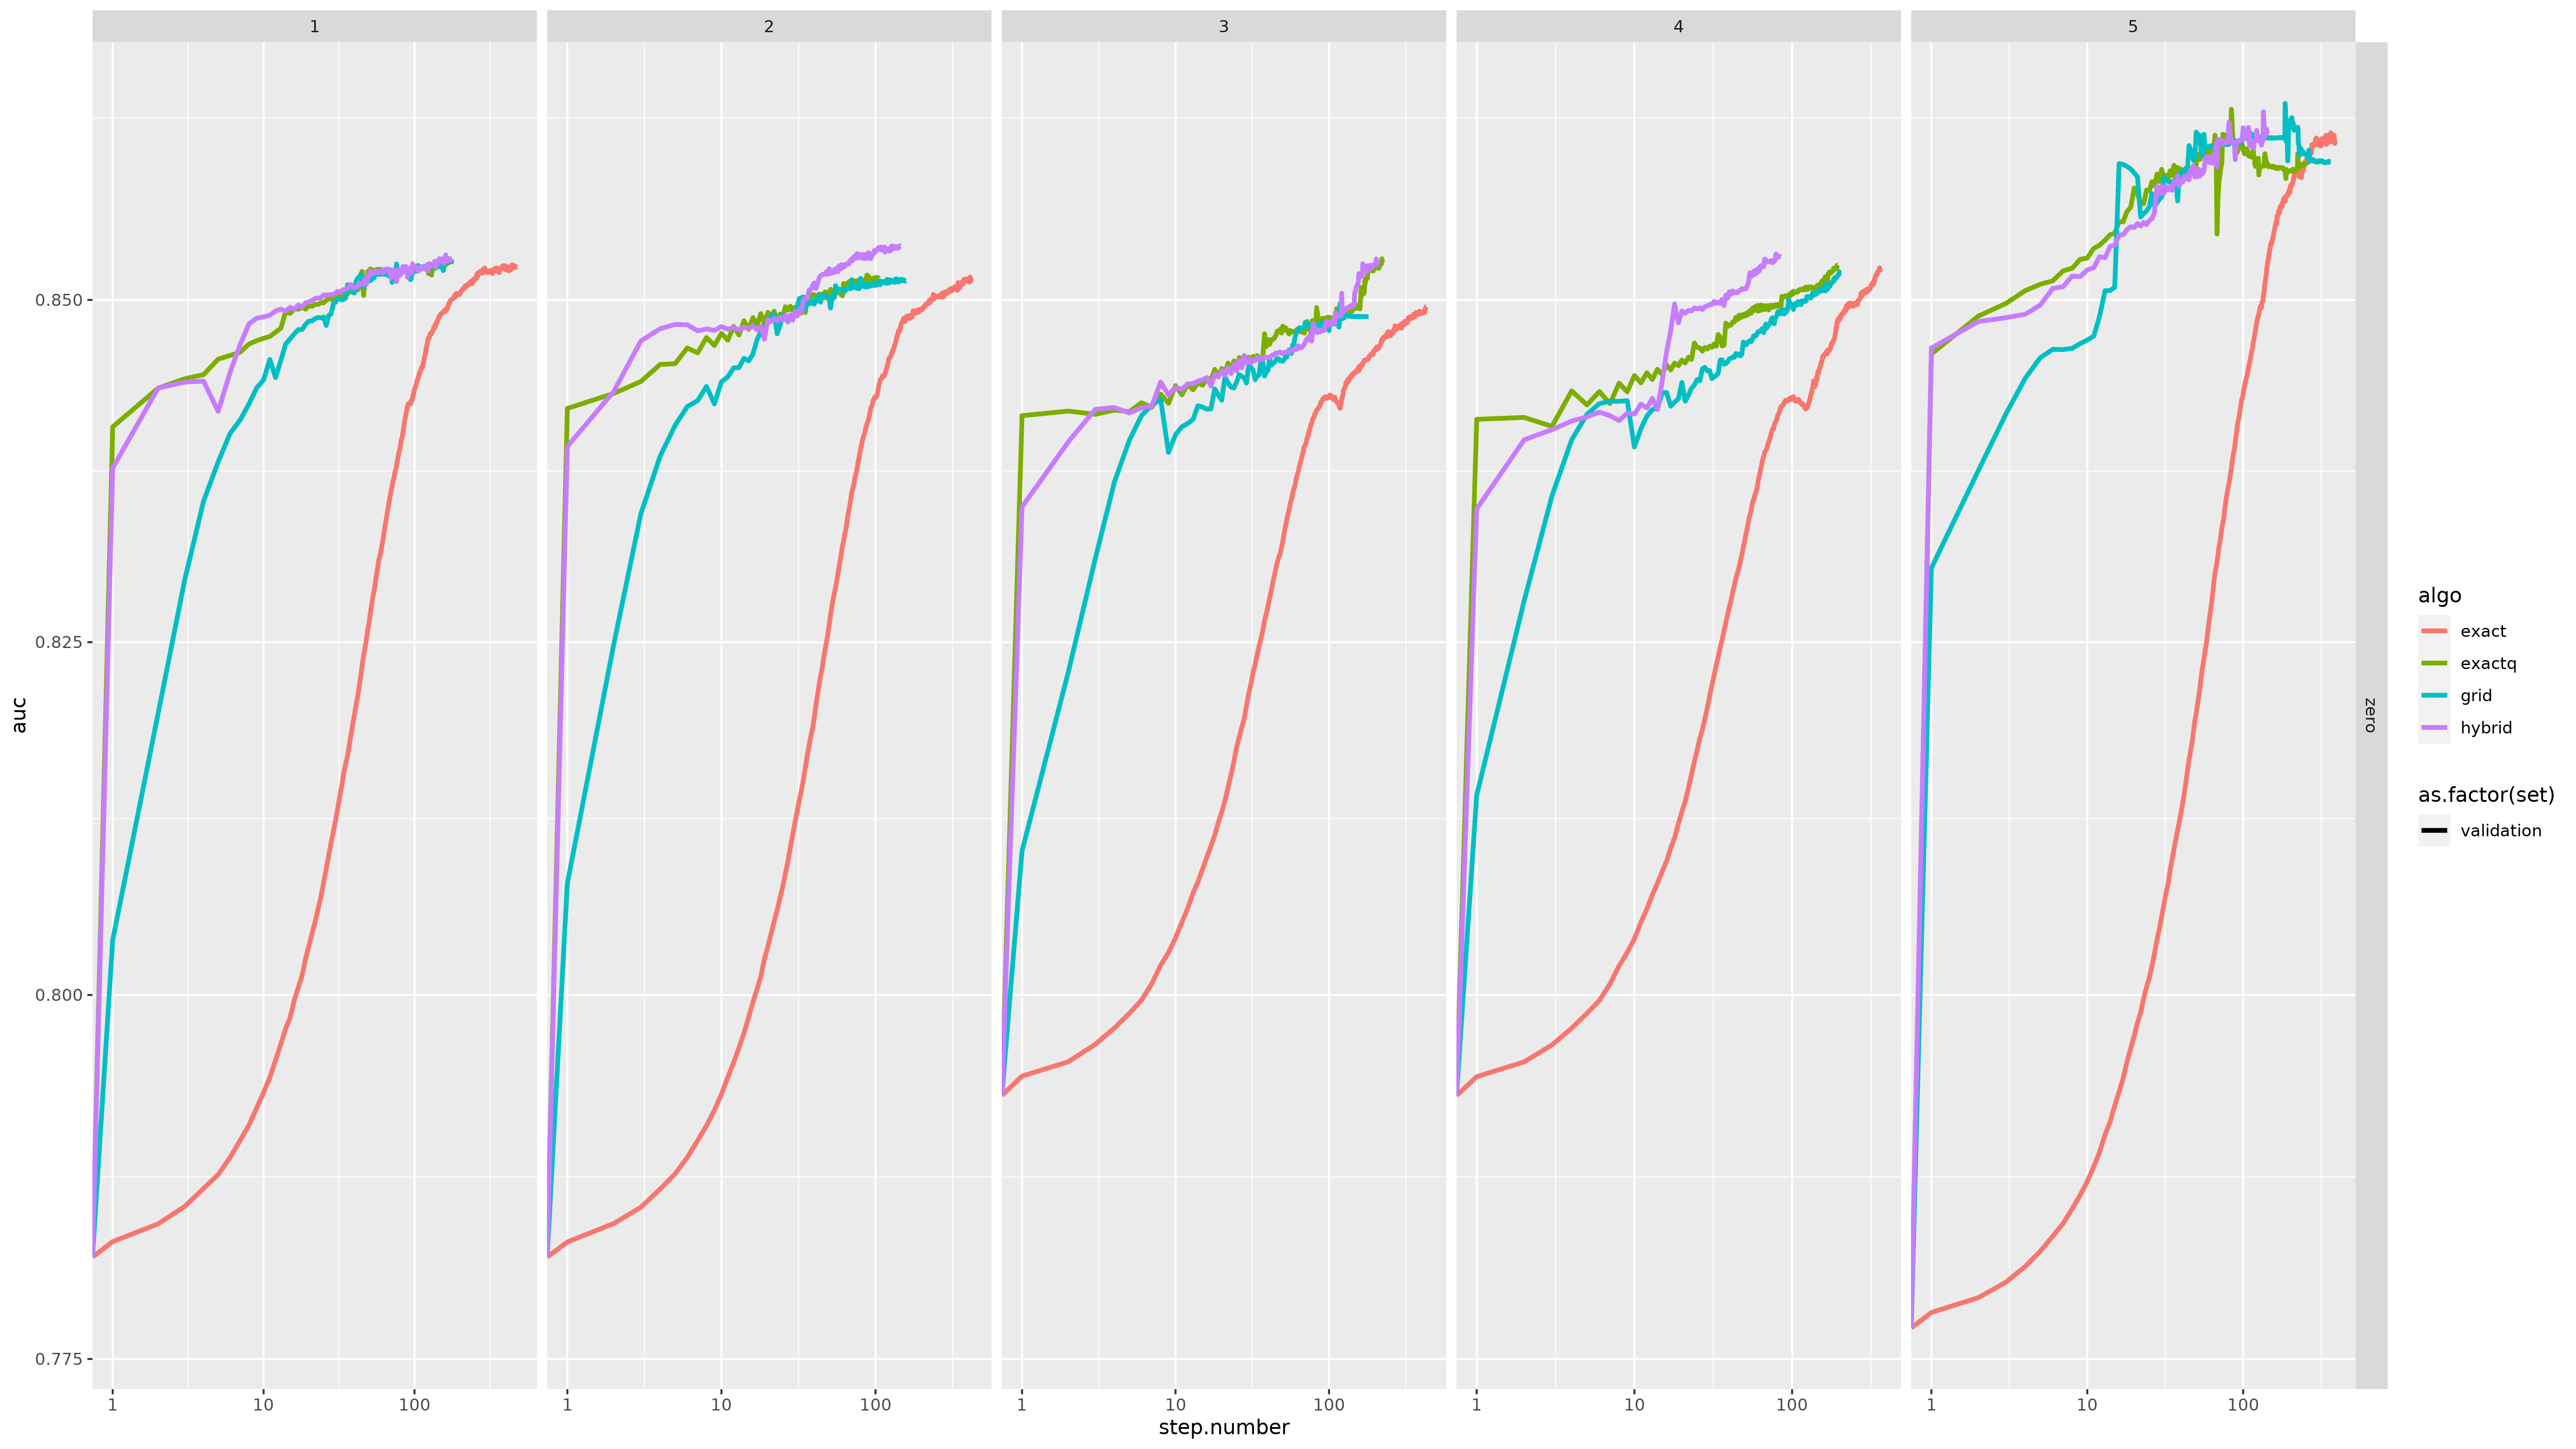 1 2 3 4 5
0.850
0.825
0.800
0.775
auc
zero
1 10 100 1 10 100 1 10 100 1 10 100 1 10 100
step.number
algo
exact
exactq
grid
hybrid
as.factor(set)
validation